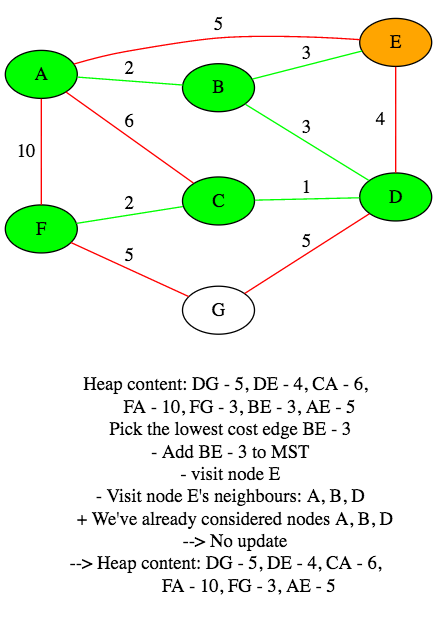 5
E
A
2
3
B
6
3
4
10
2
1
C
D
F
5
5
G
Heap content: DG - 5, DE - 4, CA - 6,
FA - 10, FG - 3, BE - 3, AE - 5
Pick the lowest cost edge BE - 3
- Add BE - 3 to MST
- visit node E
- Visit node E's neighbours: A, B, D
+ We've already considered nodes A, B, D
--> No update
--> Heap content: DG - 5, DE - 4, CA - 6,
FA - 10, FG - 3, AE - 5